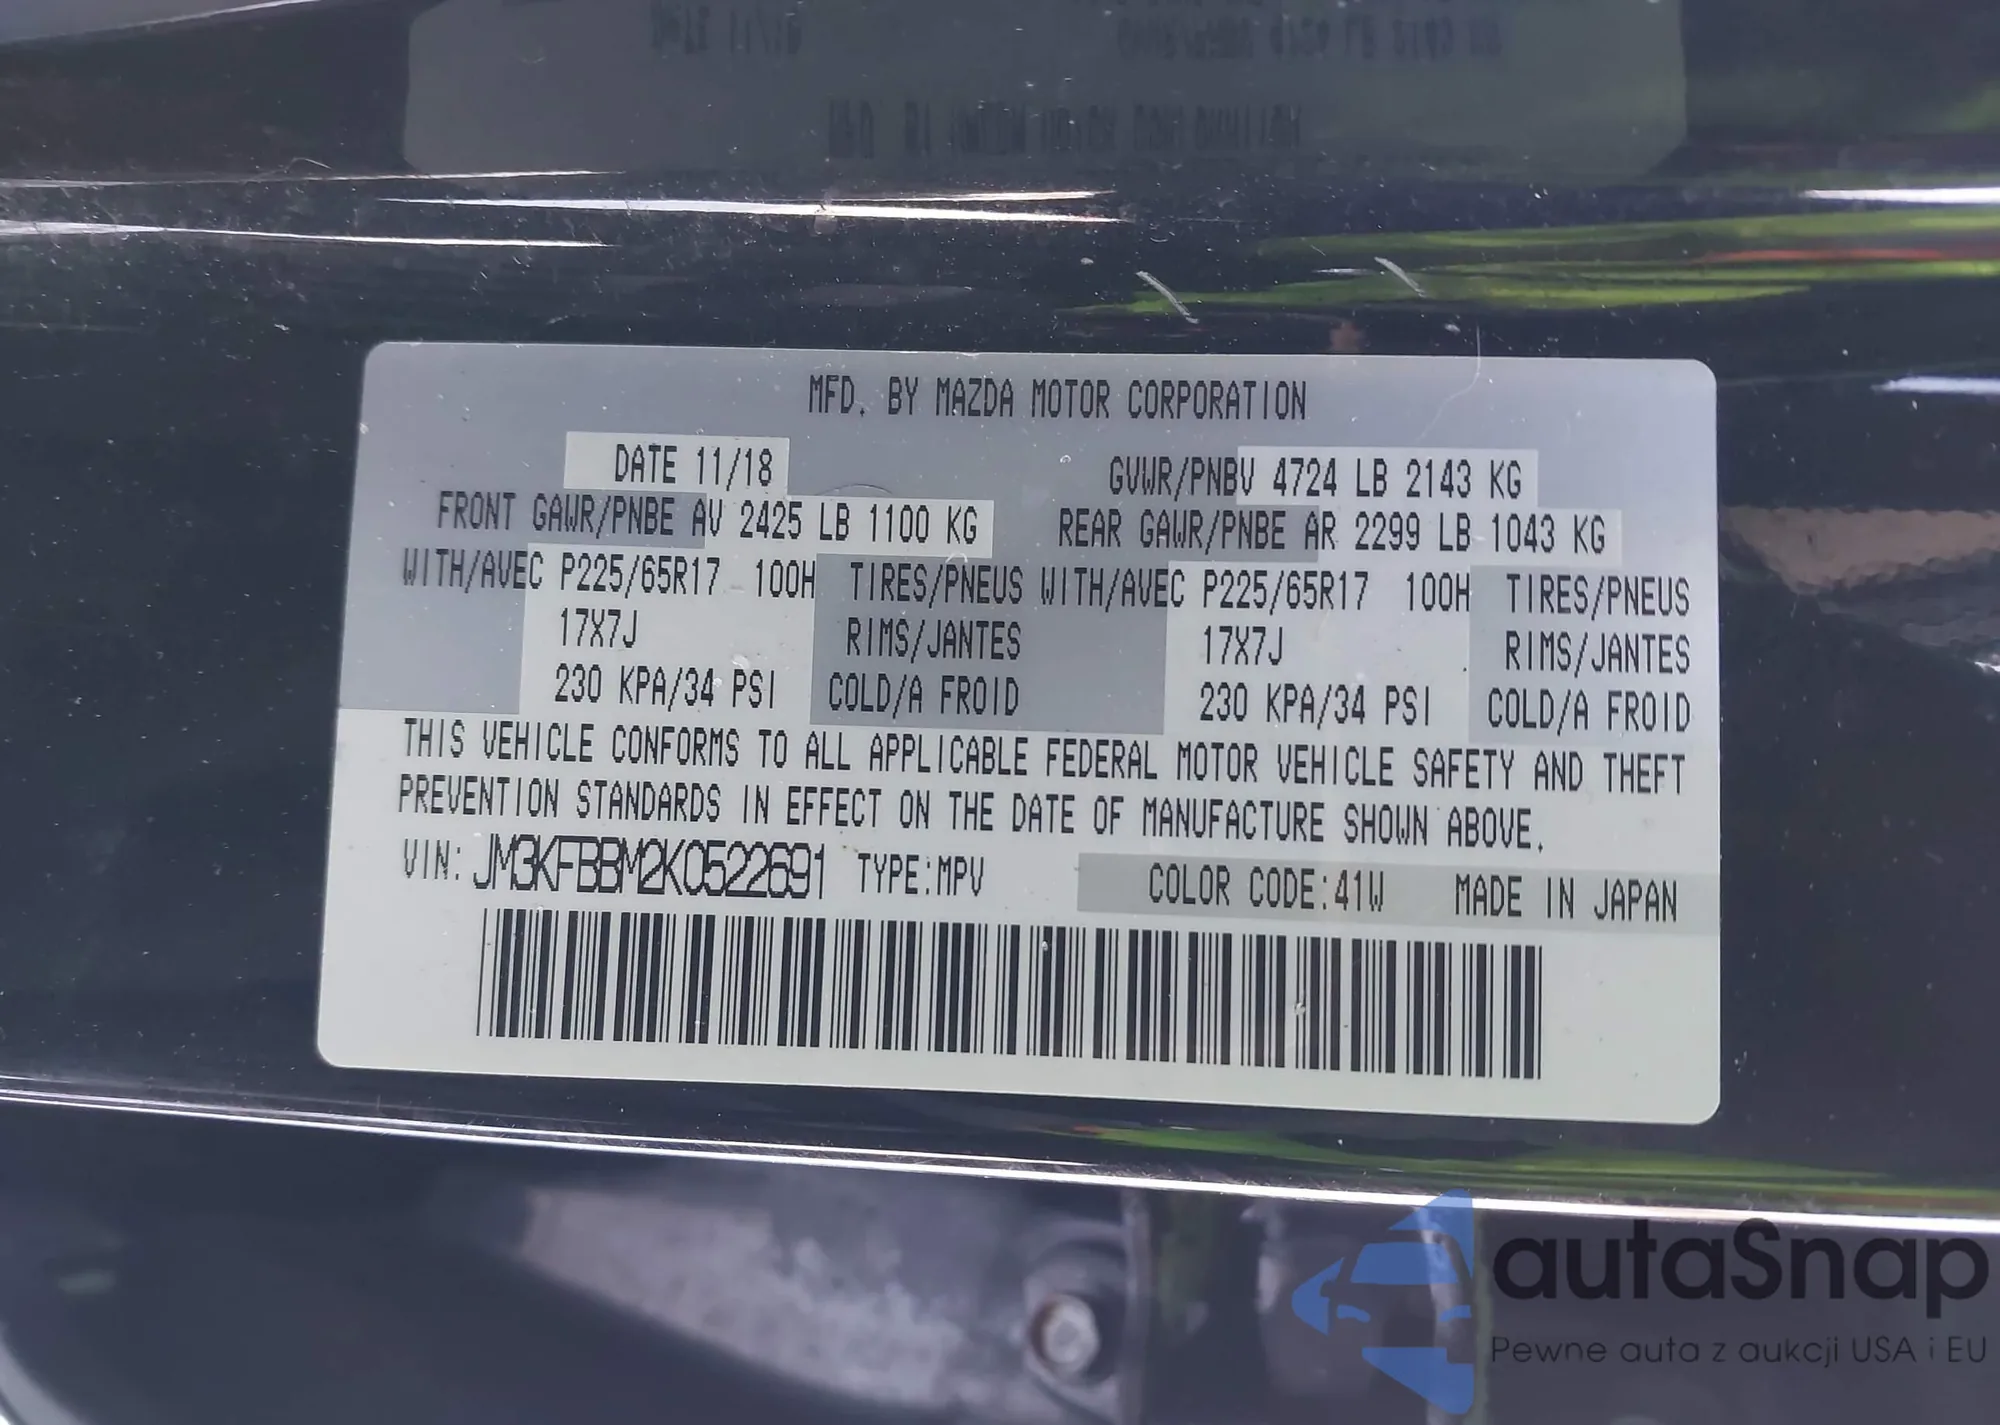 MFD. BY MAZDA MOTOR CORPORATION
DATE 11/18 GVWR/PNBV 4724 LB 2143 KG
FRONT GAWR/PNBE AV 2425 LB 1100 KG REAR GAWR/PNBE AR 2299 LB 1043 KG
WITH/AVEC P225/65R17 100H TIRES/PNEUS WITH/AVEC P225/65R17 100H TIRES/PNEUS
17X7J RIMS/JANTES 17X7J RIMS/JANTES
230 KPA/34 PSI COLD/A FROID 230 KPA/34 PSI COLD/A FROID
THIS VEHICLE CONFORMS TO ALL APPLICABLE FEDERAL MOTOR VEHICLE SAFETY AND THEFT
PREVENTION STANDARDS IN EFFECT ON THE DATE OF MANUFACTURE SHOWN ABOVE.
VIN: JM3KFBBM2K0522691 TYPE:MPV COLOR CODE:41W MADE IN JAPAN
autaSnap
Pewne auta z aukcji USA i EU